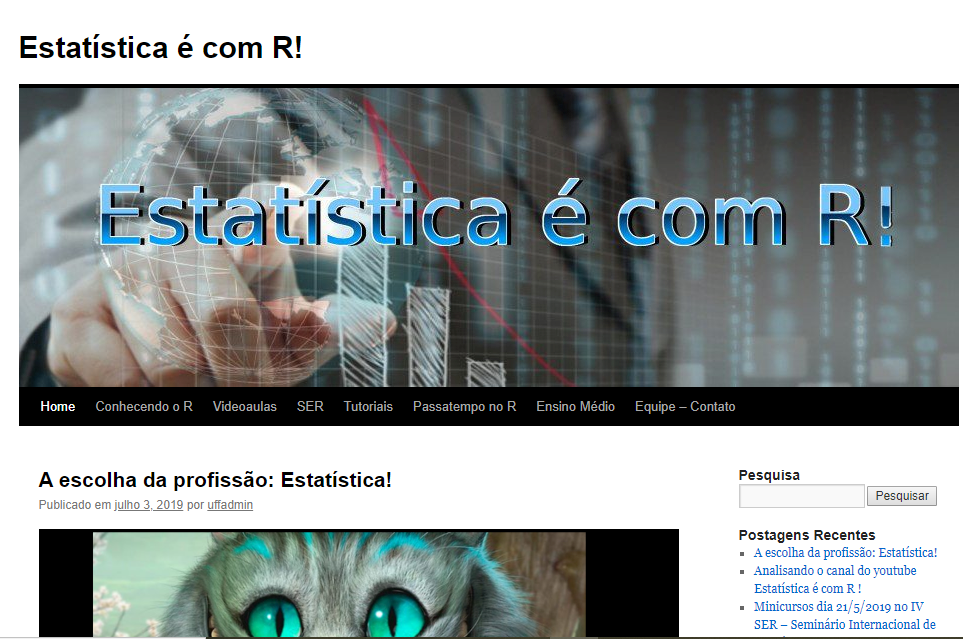 Estatística é com R!
Estatística é com R!
Home Conhecendo o R Videoaulas SER Tutoriais Passatempo no R Ensino Médio Equipe – Contato
A escolha da profissão: Estatística!
Publicado em julho 3, 2019 por uffadmin
Pesquisa
Pesquisar
Postagens Recentes
A escolha da profissão: Estatística!
Analisando o canal do youtube
Estatística é com R !
Minicursos dia 21/5/2019 no IV
SER – Seminário Internacional de